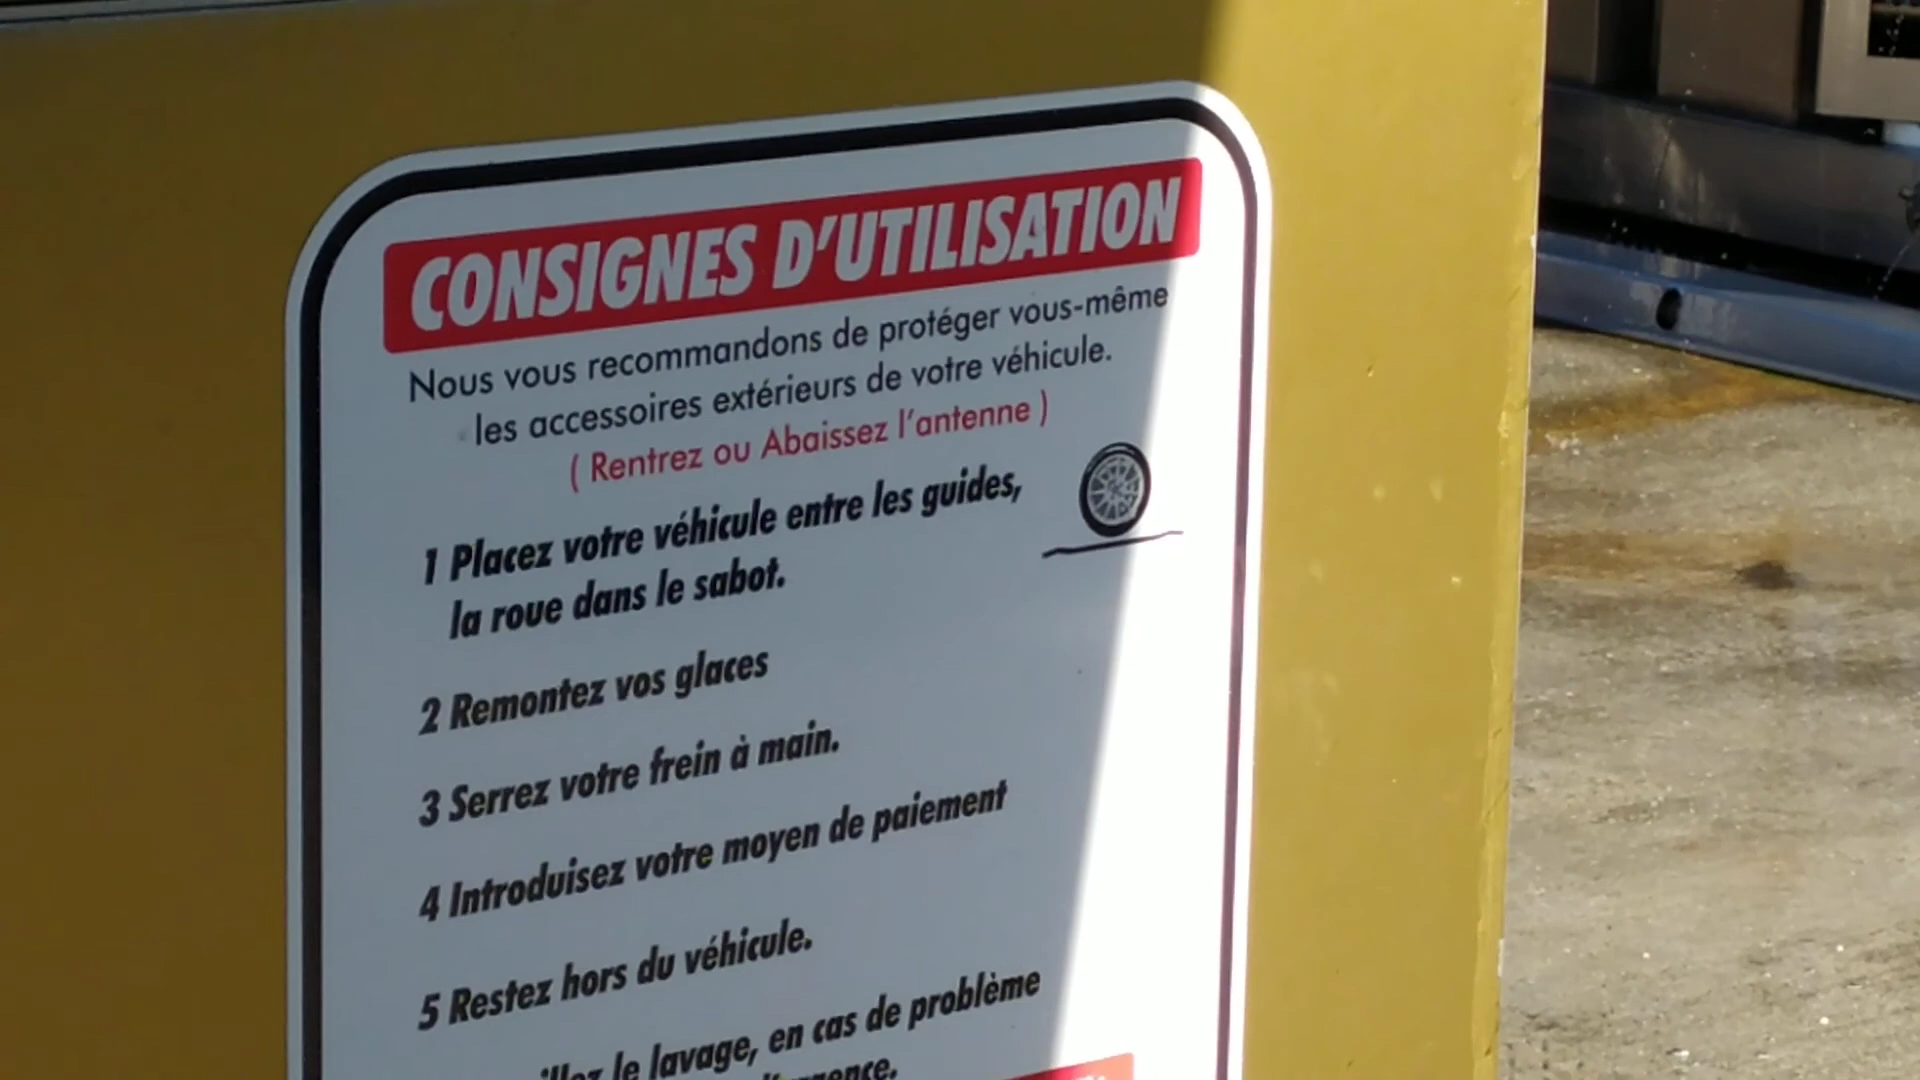 CONSIGNES D'UTILISATION
Nous vous recommandons de protéger vous-même
les accessoires extérieurs de votre véhicule.
( Rentrez ou Abaissez l'antenne )
1 Placez votre véhicule entre les guides,
la roue dans le sabot.
2 Remontez vos glaces
3 Serrez votre frein à main.
4 Introduisez votre moyen de paiement
5 Restez hors du véhicule.
le lavage, en cas de problème